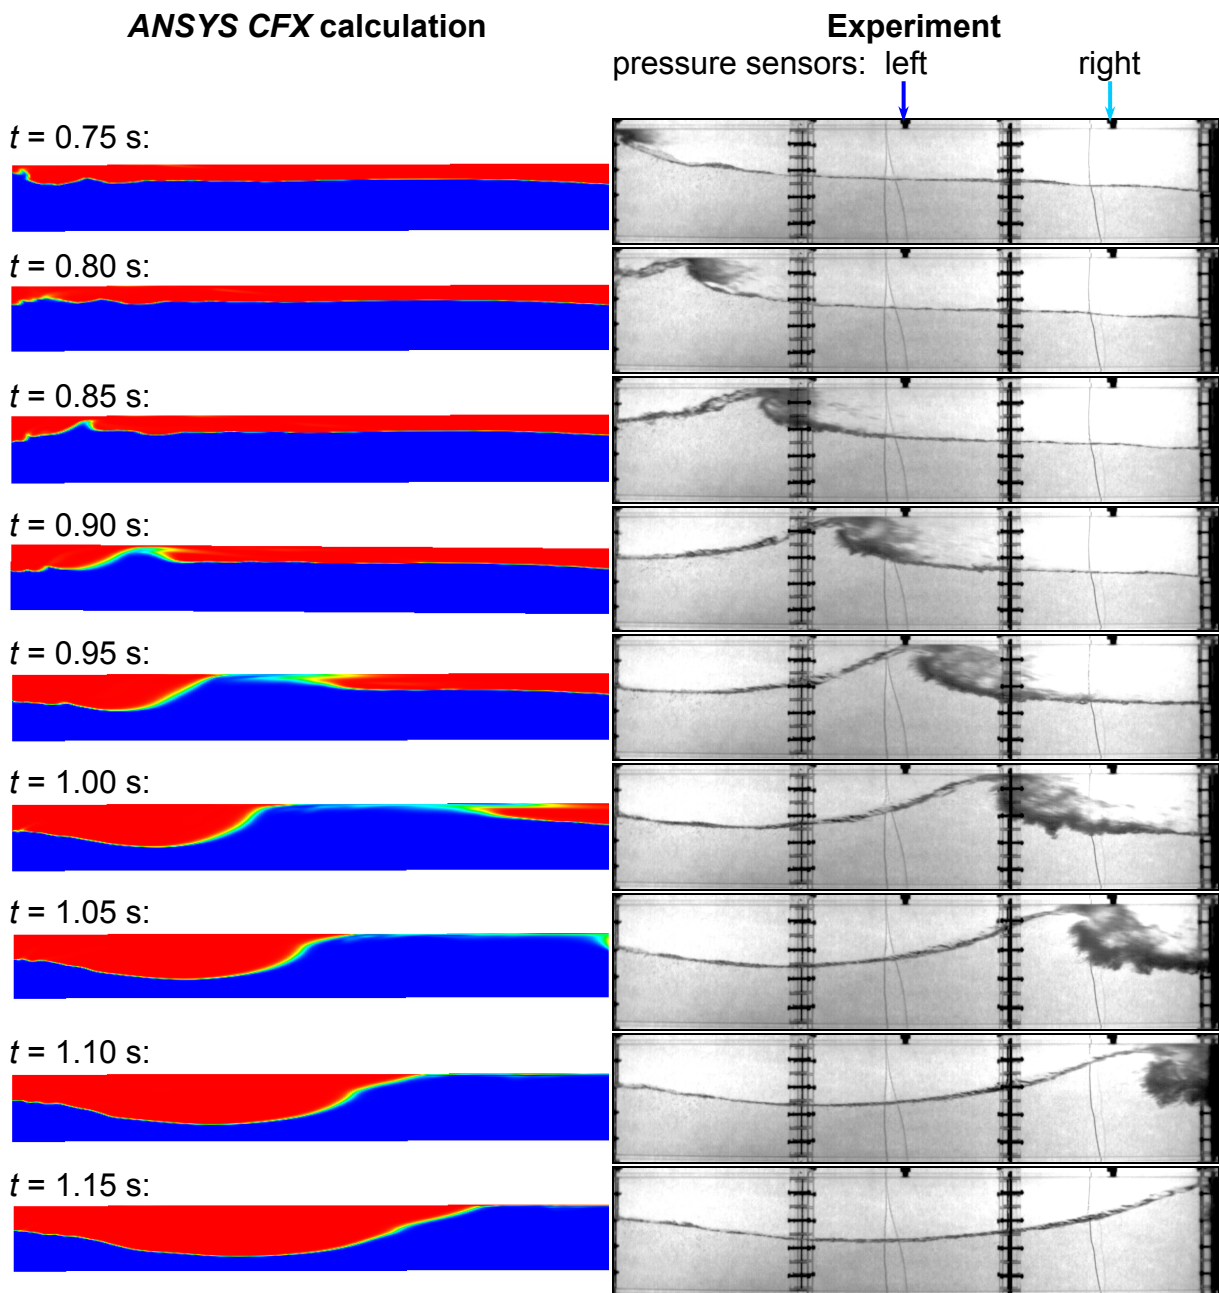 ANSYS CFX calculation
Experiment
pressure sensors: left right
t = 0.75 s:
t = 0.80 s:
t = 0.85 s:
t = 0.90 s:
t = 0.95 s:
t = 1.00 s:
t = 1.05 s:
t = 1.10 s:
t = 1.15 s: